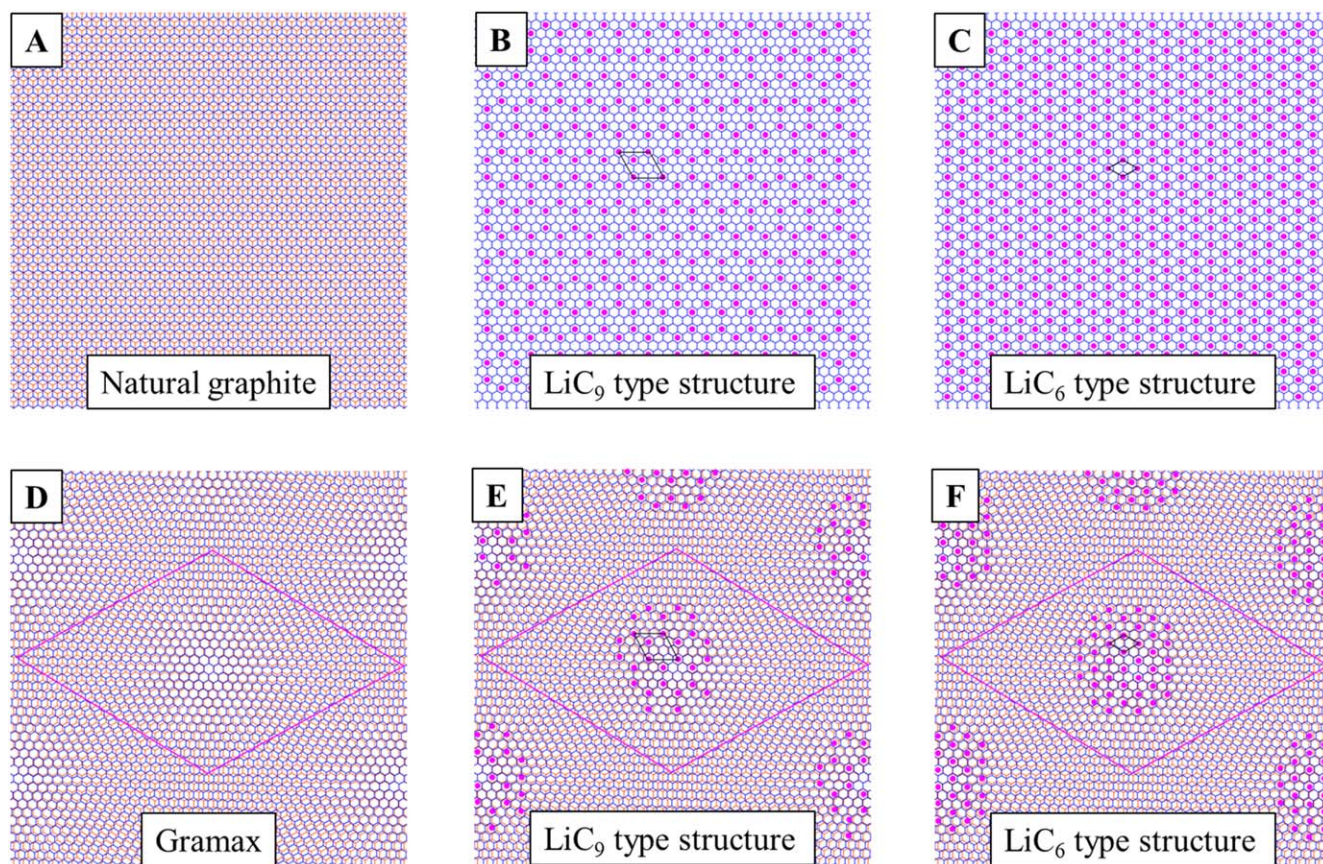 A
B
C
Natural graphite
LiC₉ type structure
LiC₆ type structure
D
E
F
Gramax
LiC₉ type structure
LiC₆ type structure